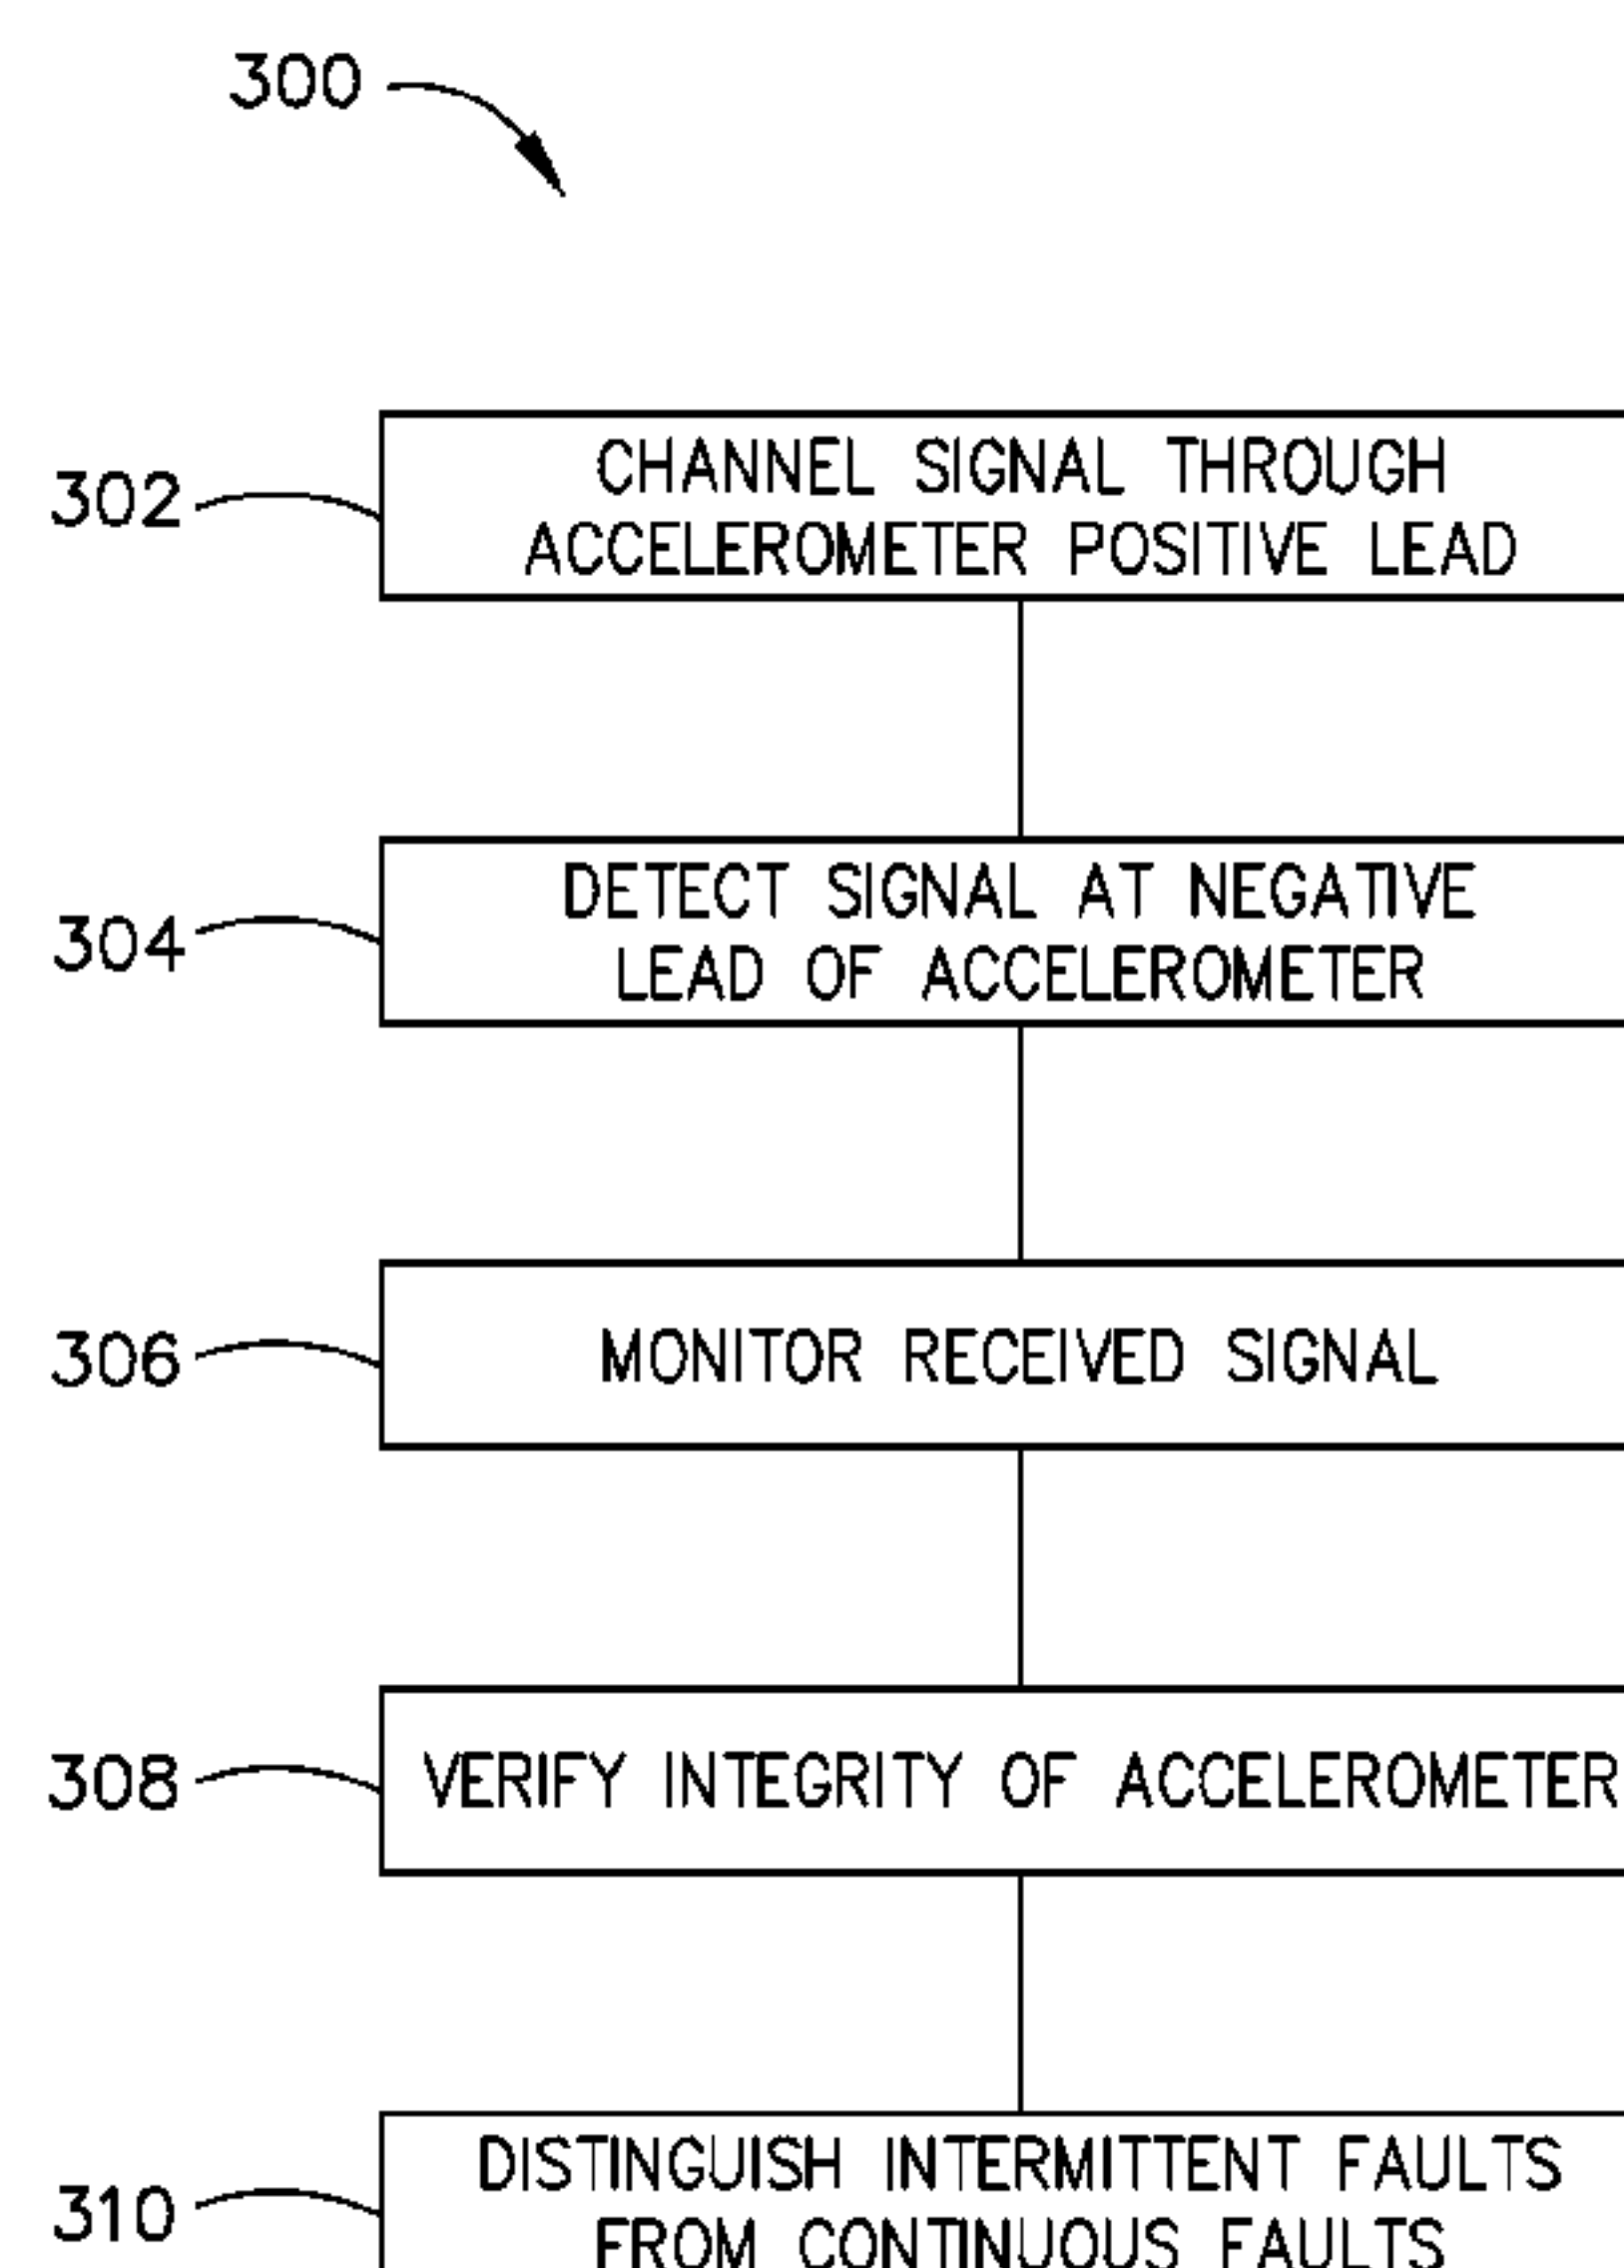 300
302
CHANNEL SIGNAL THROUGH
ACCELEROMETER POSITIVE LEAD
304
DETECT SIGNAL AT NEGATIVE
LEAD OF ACCELEROMETER
306
MONITOR RECEIVED SIGNAL
308
VERIFY INTEGRITY OF ACCELEROMETER
310
DISTINGUISH INTERMITTENT FAULTS
FROM CONTINUOUS FAULTS